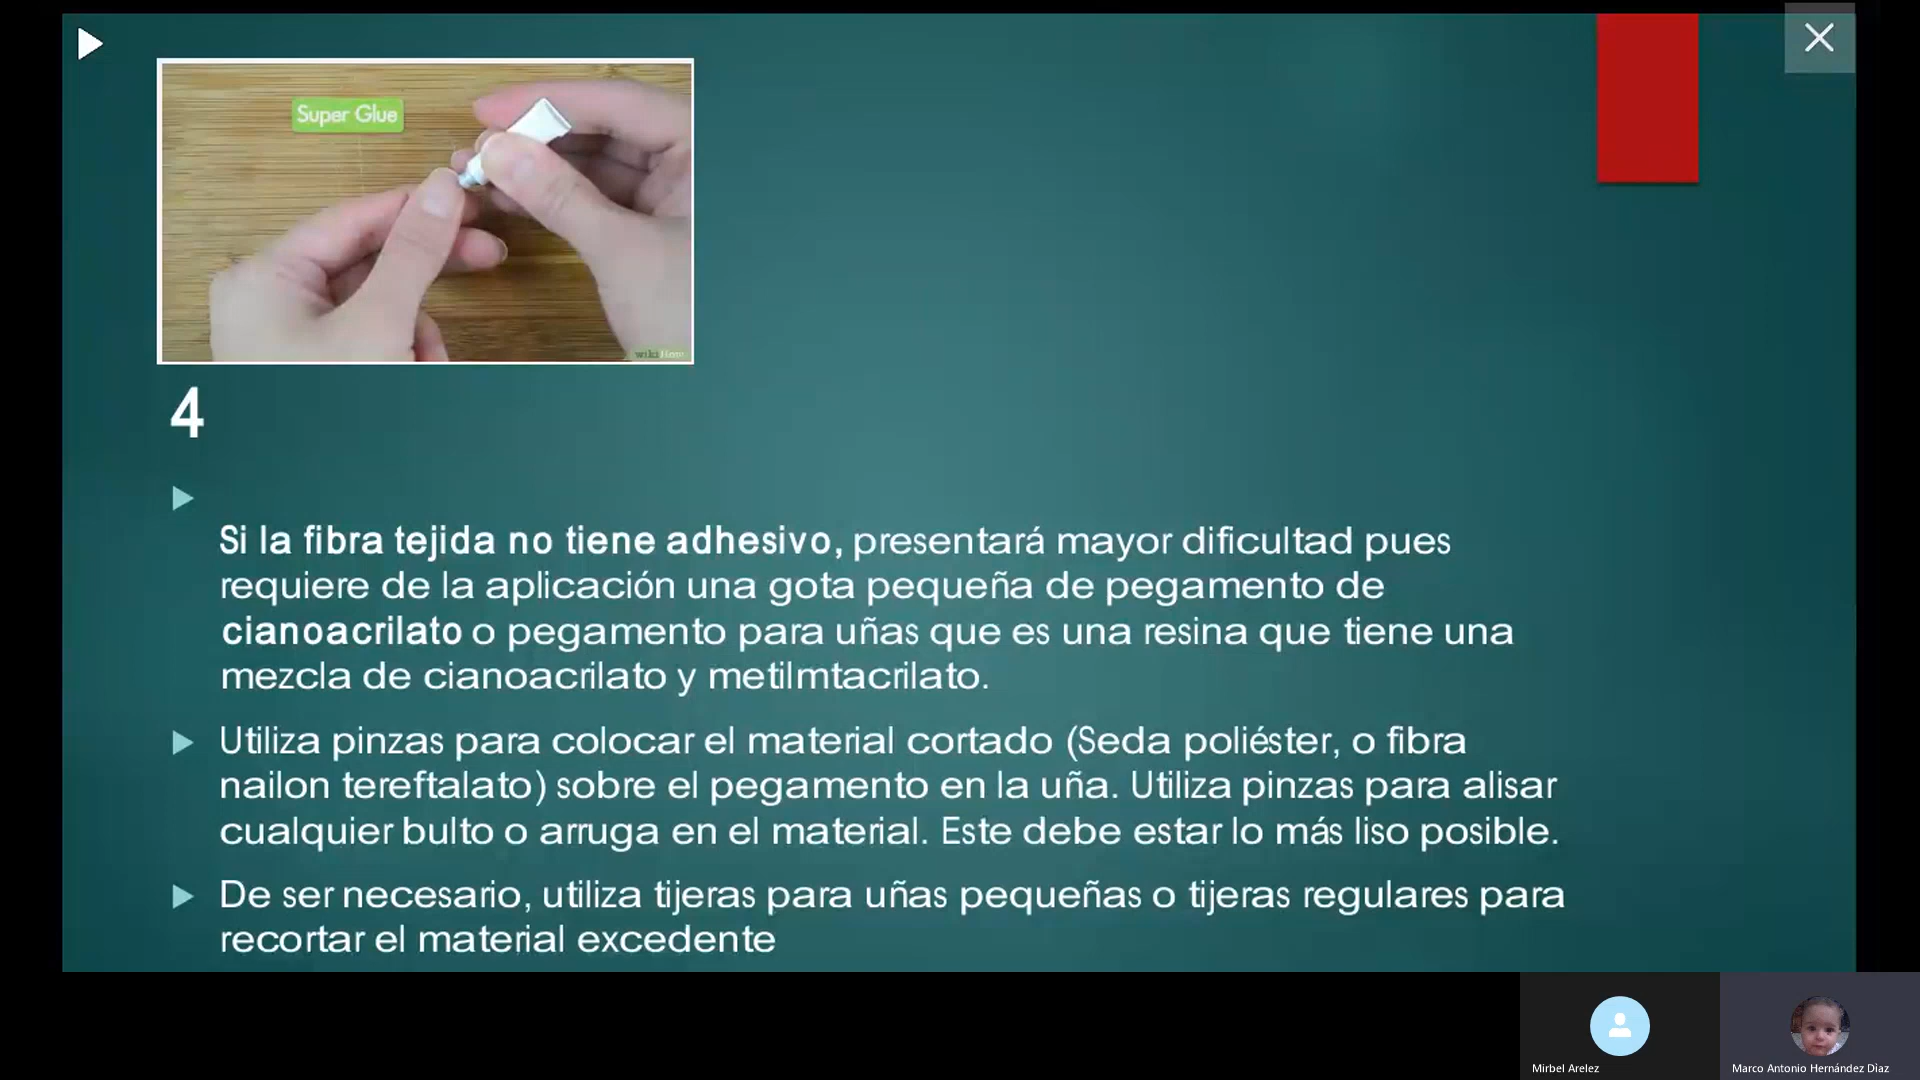 Super Glue
wikiHow
4
Si la fibra tejida no tiene adhesivo, presentará mayor dificultad pues
requiere de la aplicación una gota pequeña de pegamento de
cianoacrilato o pegamento para uñas que es una resina que tiene una
mezcla de cianoacrilato y metilmtacrilato.
Utiliza pinzas para colocar el material cortado (Seda poliéster, o fibra
nailon tereftalato) sobre el pegamento en la uña. Utiliza pinzas para alisar
cualquier bulto o arruga en el material. Este debe estar lo más liso posible.
De ser necesario, utiliza tijeras para uñas pequeñas o tijeras regulares para
recortar el material excedente
Mirbel Arelez
Marco Antonio Hernández Dìaz